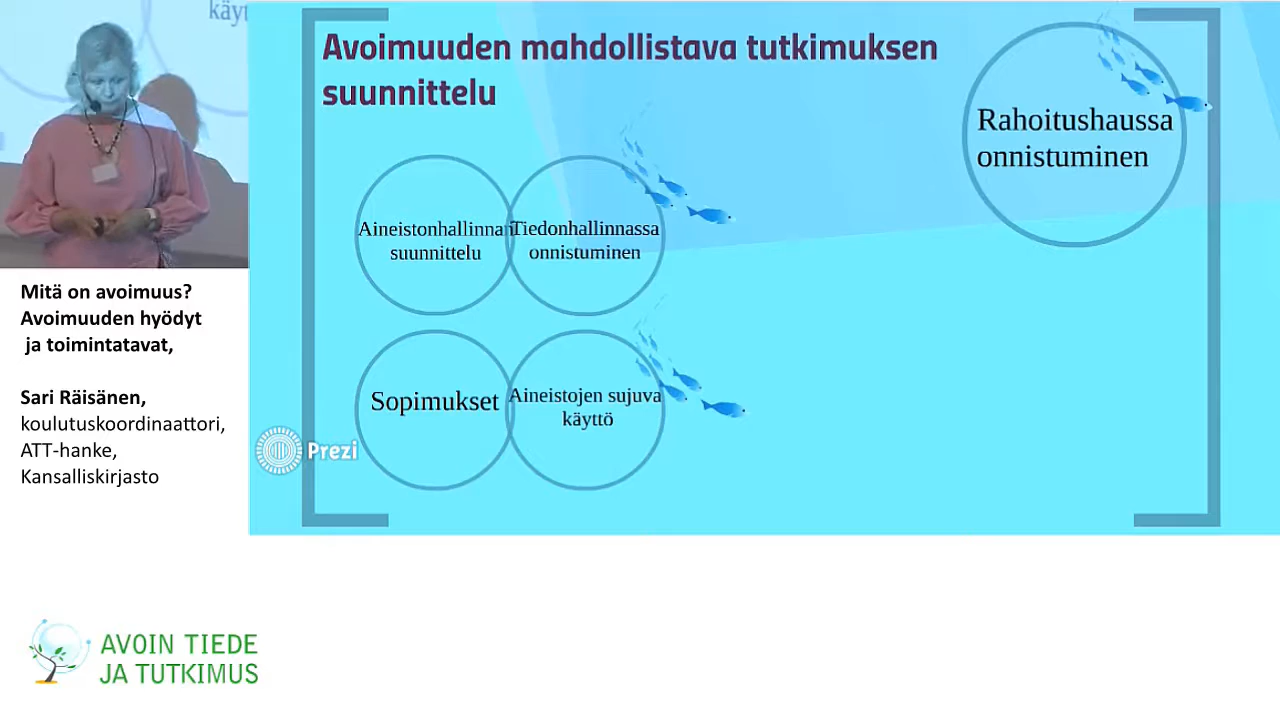 käyt
Avoimuuden mahdollistava tutkimuksen
suunnittelu
Rahoitushaussa
onnistuminen
Aineistonhallinnan
suunnittelu
Tiedonhallinnassa
onnistuminen
Sopimukset
Aineistojen sujuva
käyttö
Prezi
Mitä on avoimuus?
Avoimuuden hyödyt
ja toimintatavat,
Sari Räisänen,
koulutuskoordinaattori,
ATT-hanke,
Kansalliskirjasto
AVOIN TIEDE
JA TUTKIMUS